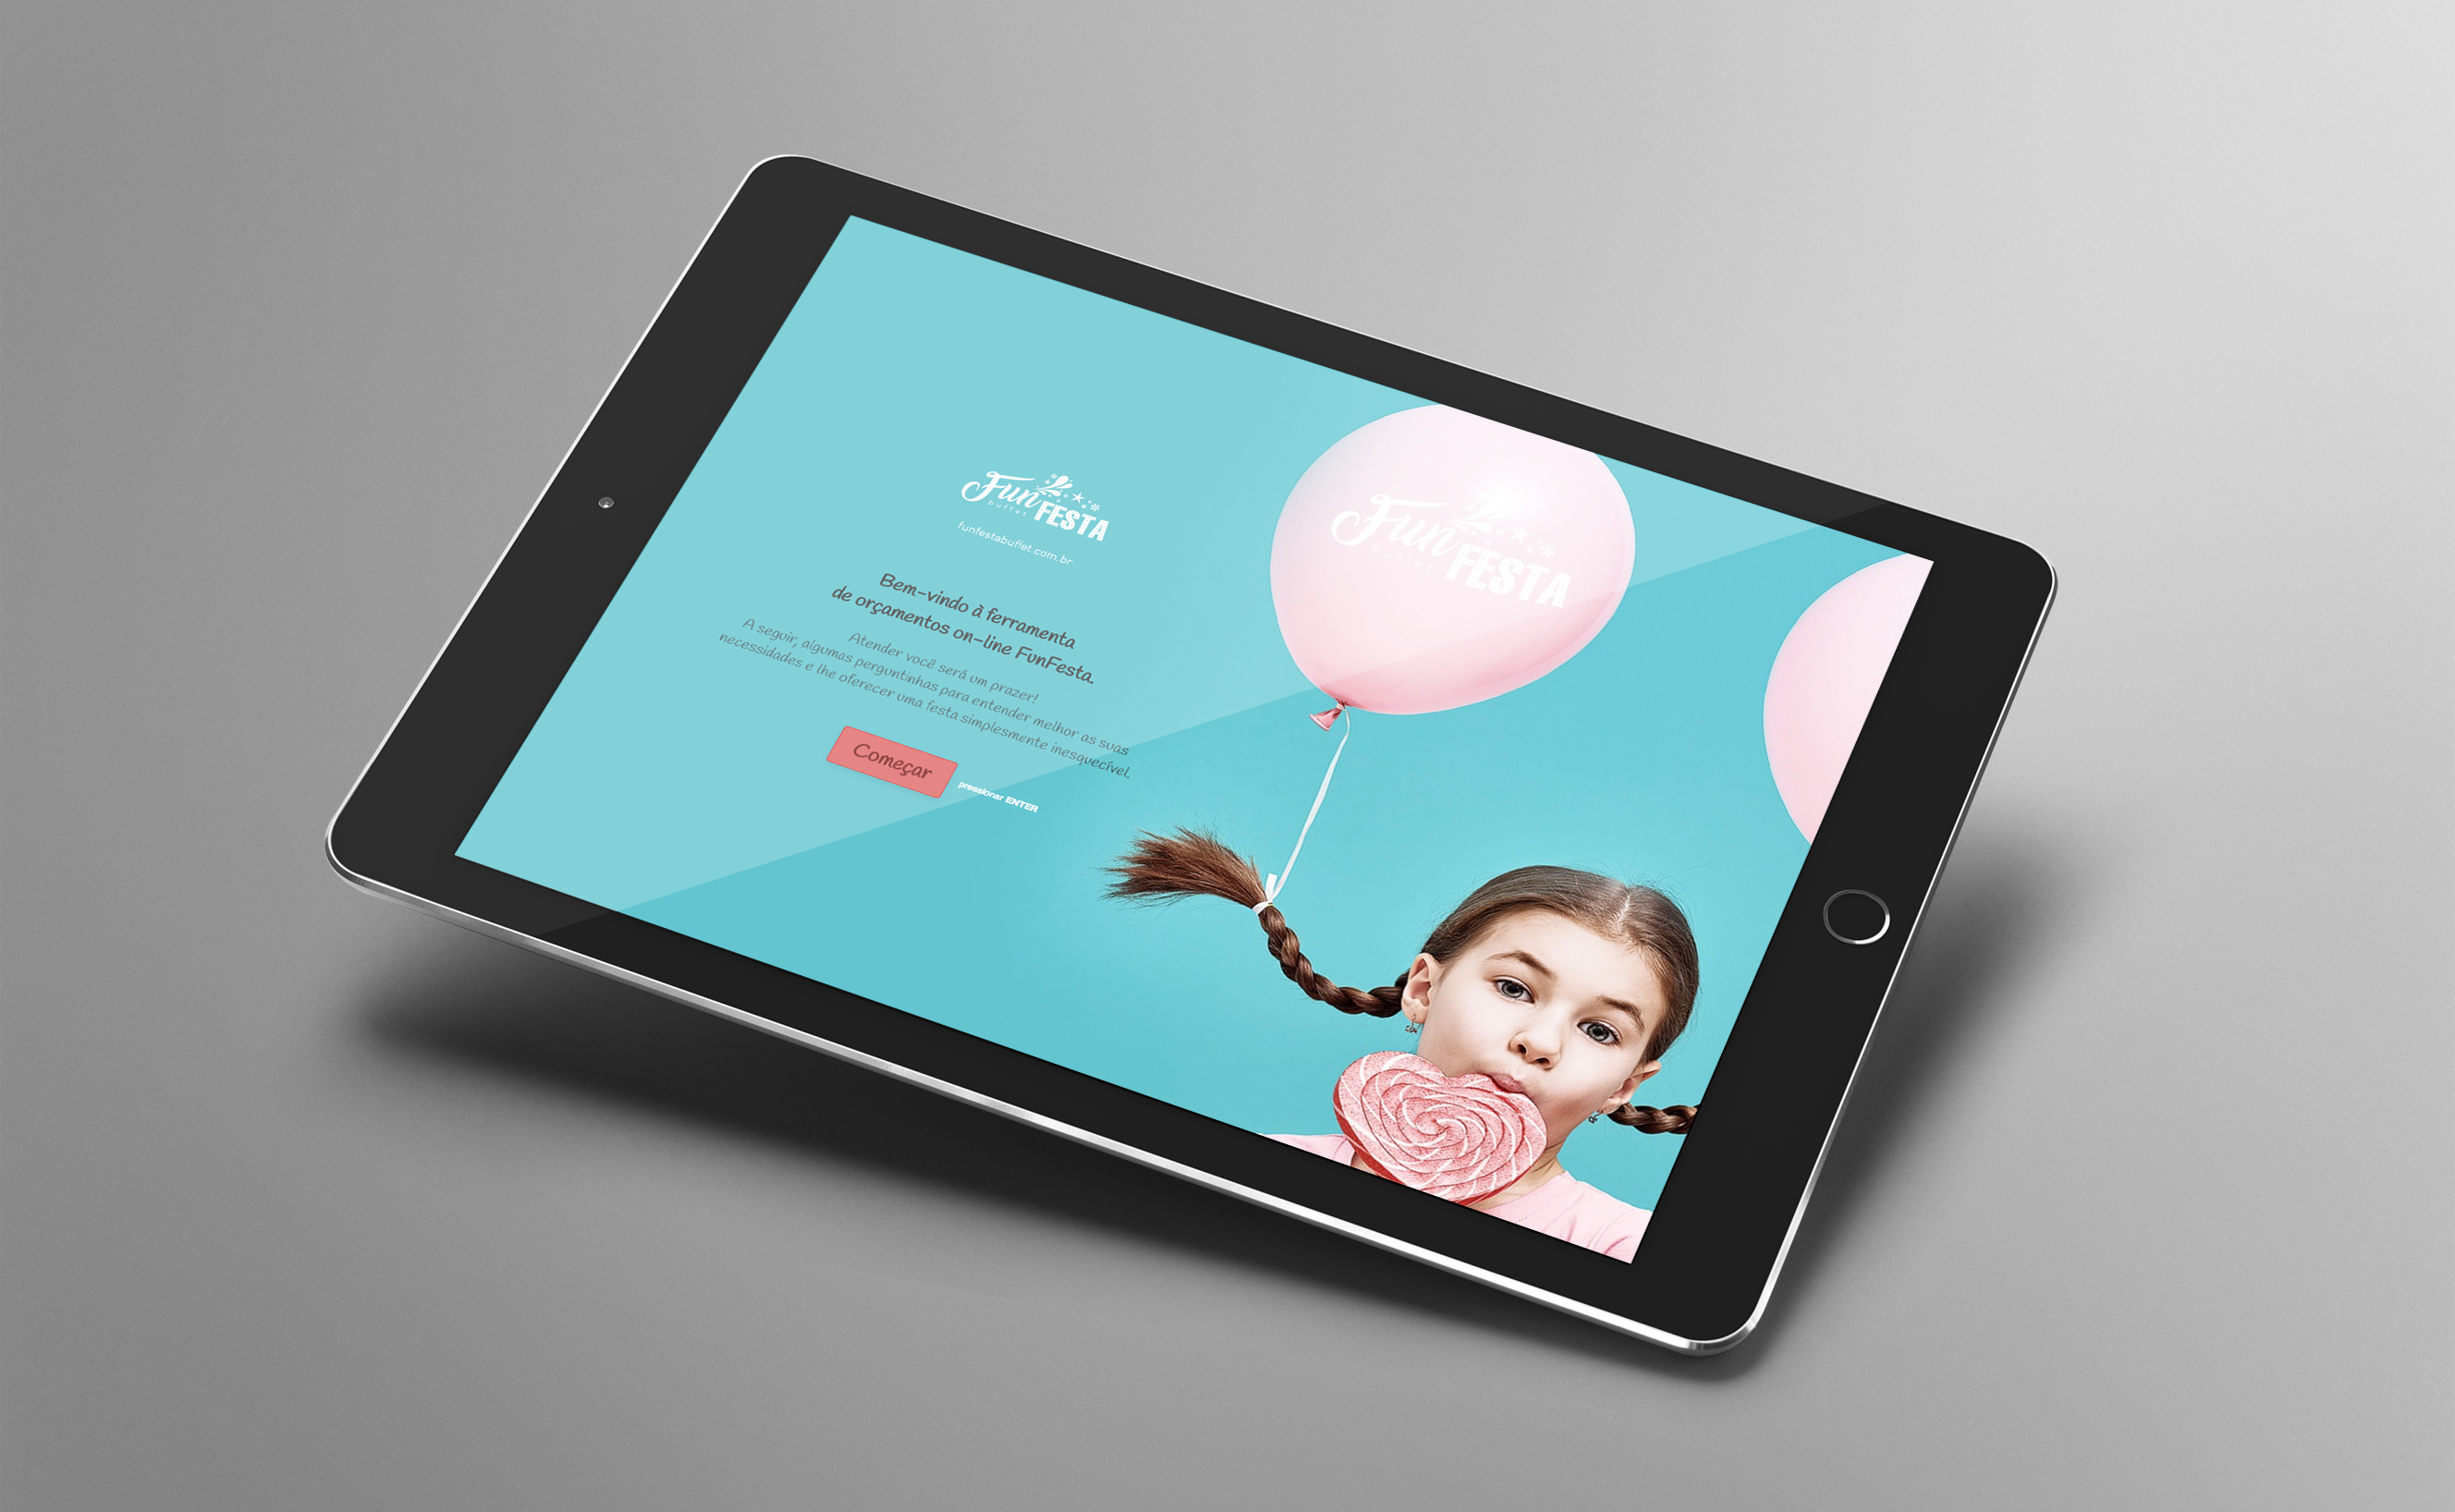 Fun
buffet FESTA
funfestabuffet.com.br
Bem-vindo à ferramenta
de orçamentos on-line FunFesta.
Atender você será um prazer!
A seguir, algumas perguntinhas para entender melhor as suas
necessidades e lhe oferecer uma festa simplesmente inesquecível.
Começar
pressionar ENTER
Fun
buffet FESTA